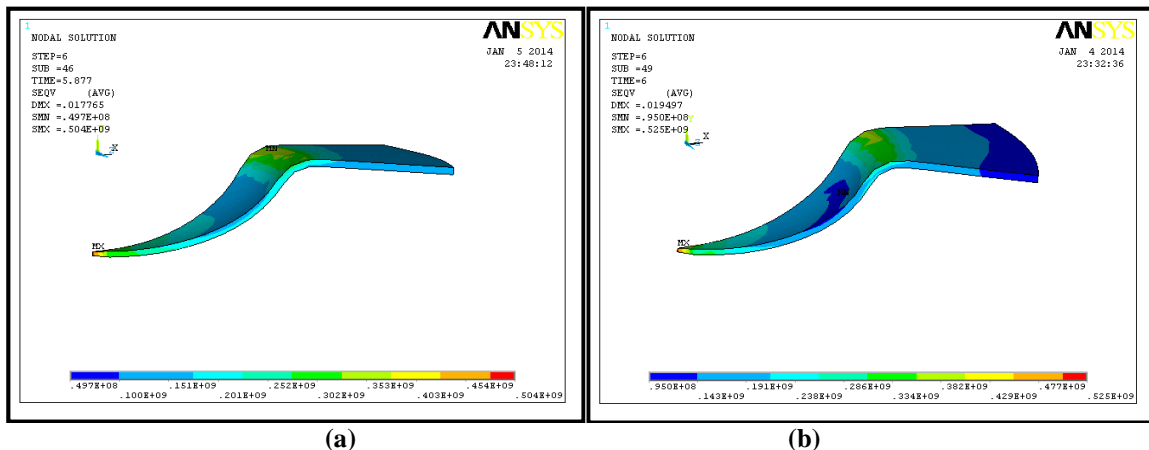 1
ANSYS
NODAL SOLUTION
JAN 5 2014
23:48:12
STEP=6
SUB =46
TIME=5.877
SEQV (AVG)
DMX =.017765
SMN =.497E+08
SMX =.504E+09
Y
X
MN
MX
.497E+08 .151E+09 .252E+09 .353E+09 .454E+09
.100E+09 .201E+09 .302E+09 .403E+09 .504E+09
(a)
1
ANSYS
NODAL SOLUTION
JAN 4 2014
23:32:36
STEP=6
SUB =49
TIME=6
SEQV (AVG)
DMX =.019497
SMN =.950E+08
SMX =.525E+09
Y
X
MN
MX
.950E+08 .191E+09 .286E+09 .382E+09 .477E+09
.143E+09 .238E+09 .334E+09 .429E+09 .525E+09
(b)